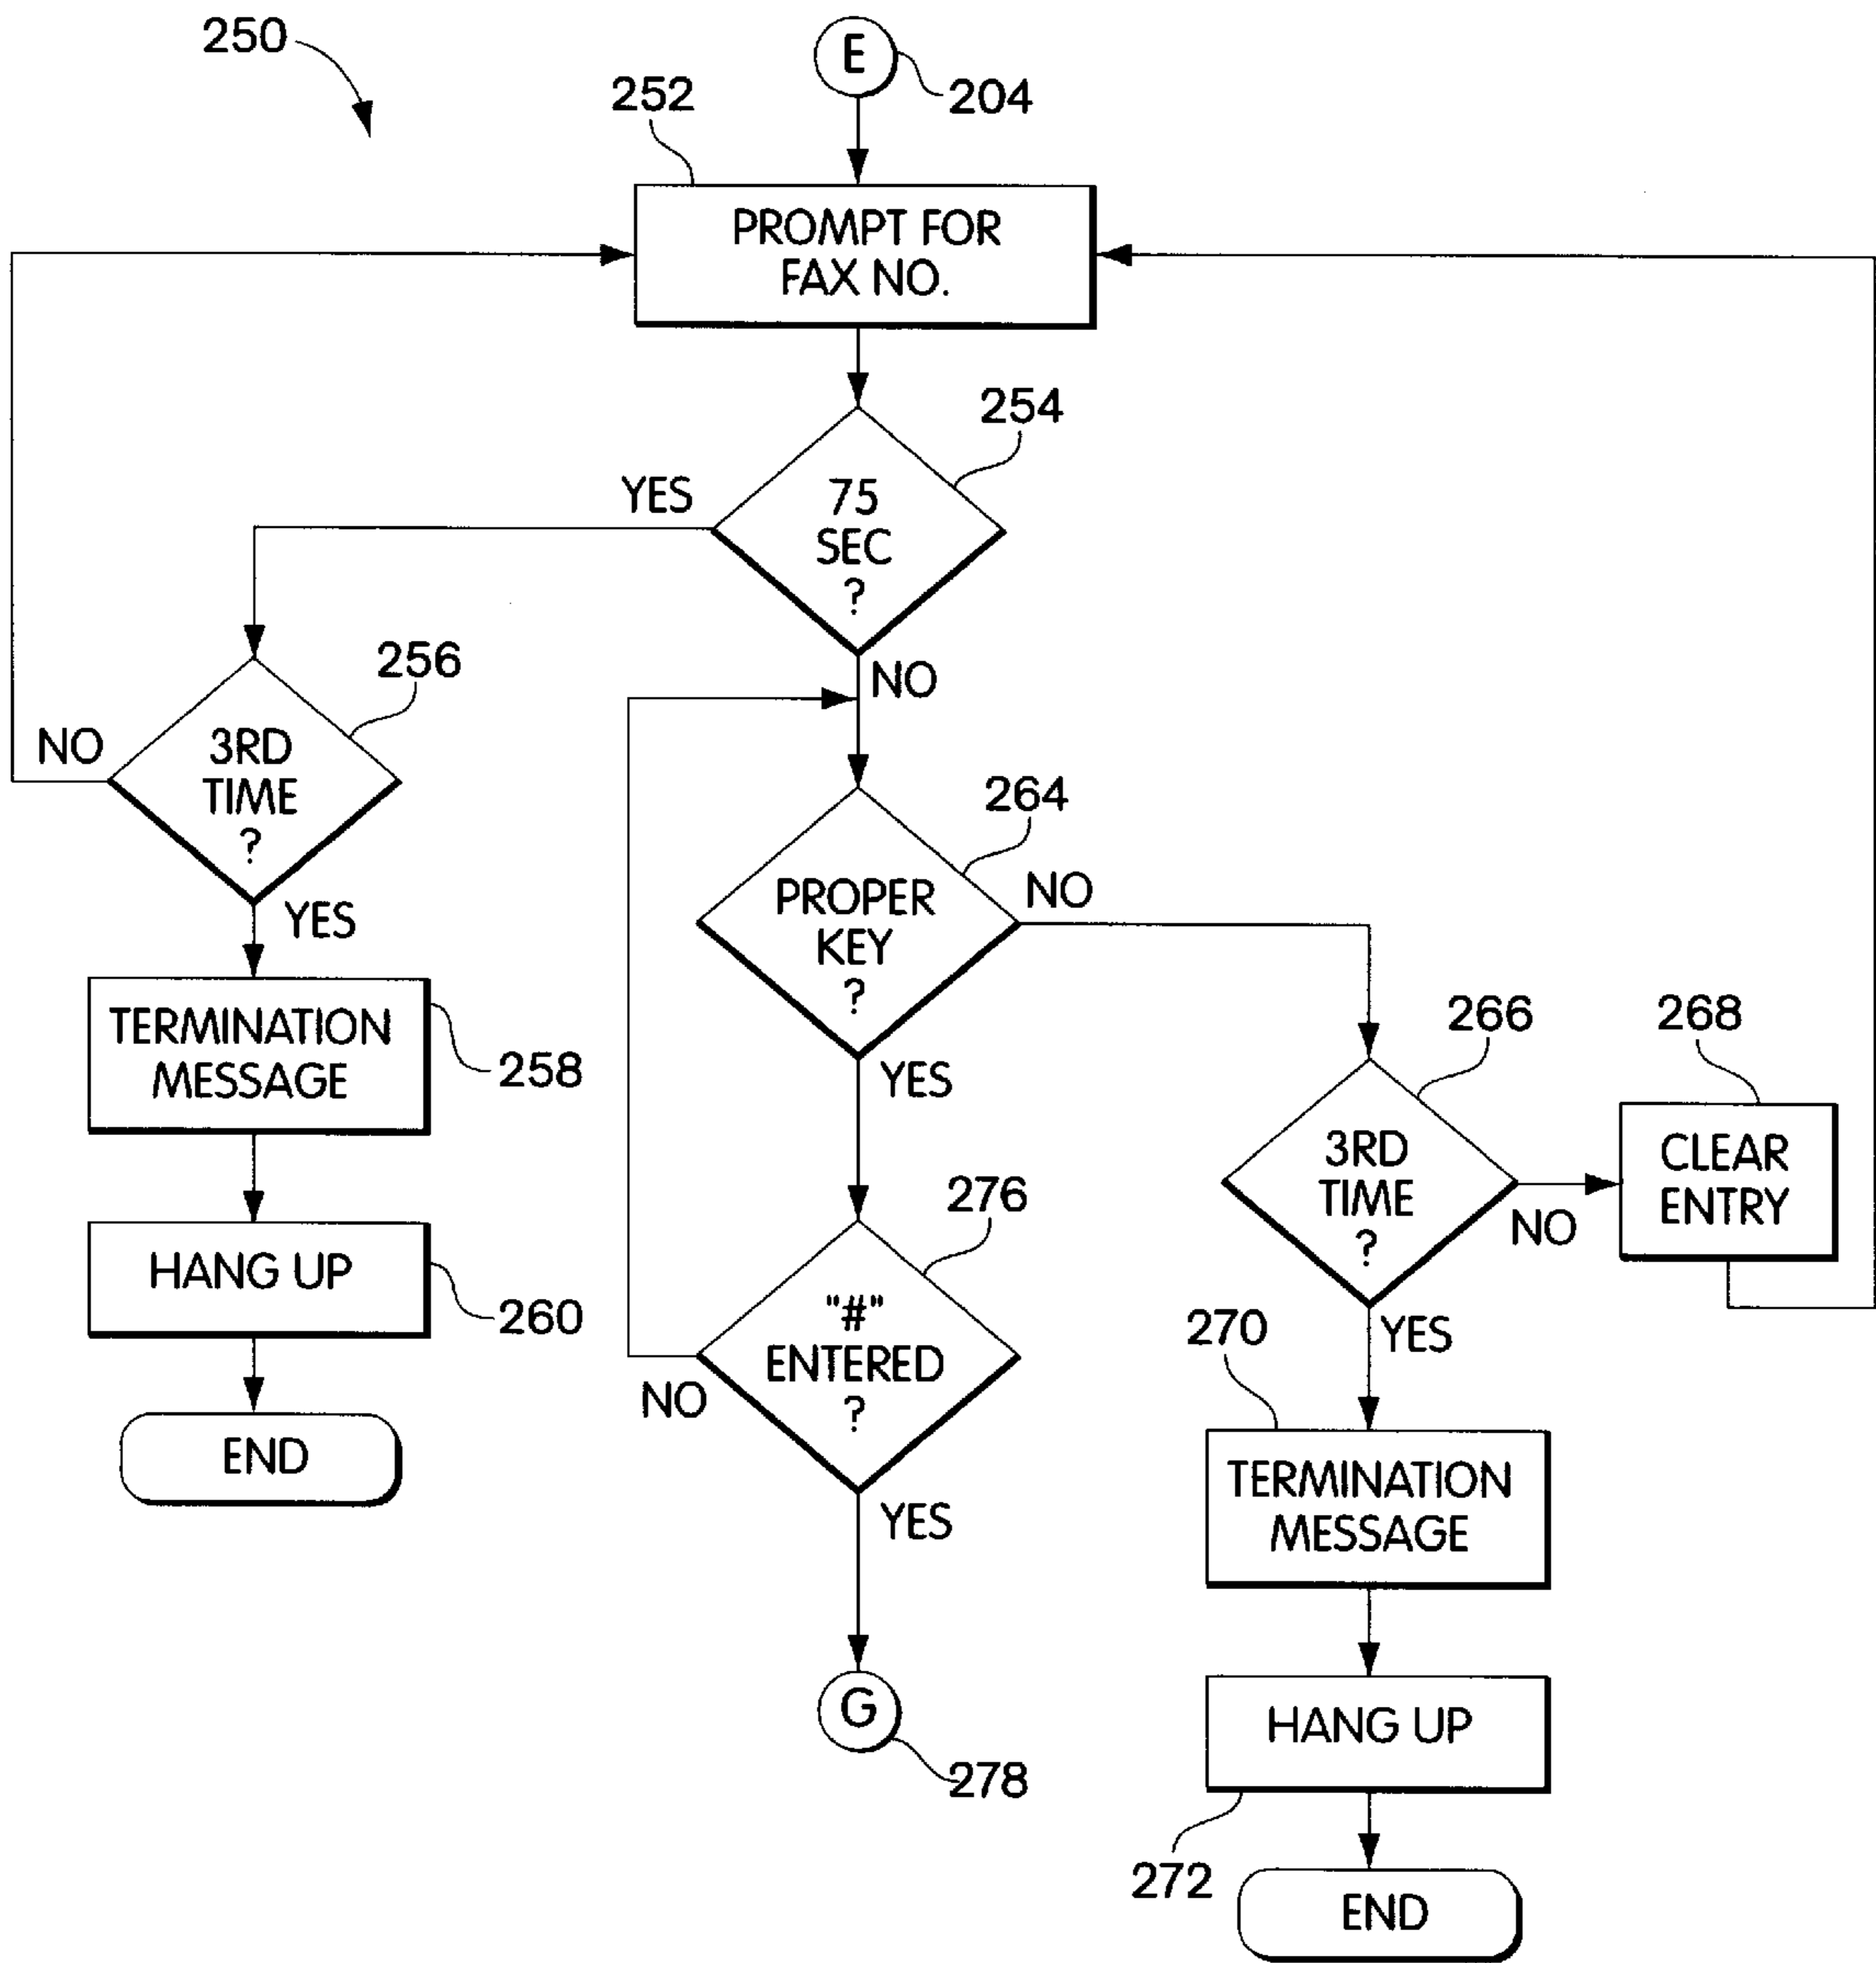 250
E
204
252
PROMPT FOR
FAX NO.
254
75
SEC
?
YES
NO
256
3RD
TIME
?
NO
YES
264
PROPER
KEY
?
NO
YES
TERMINATION
MESSAGE
258
266
3RD
TIME
?
NO
YES
268
CLEAR
ENTRY
HANG UP
260
276
"#"
ENTERED
?
NO
YES
END
270
TERMINATION
MESSAGE
G
278
HANG UP
272
END